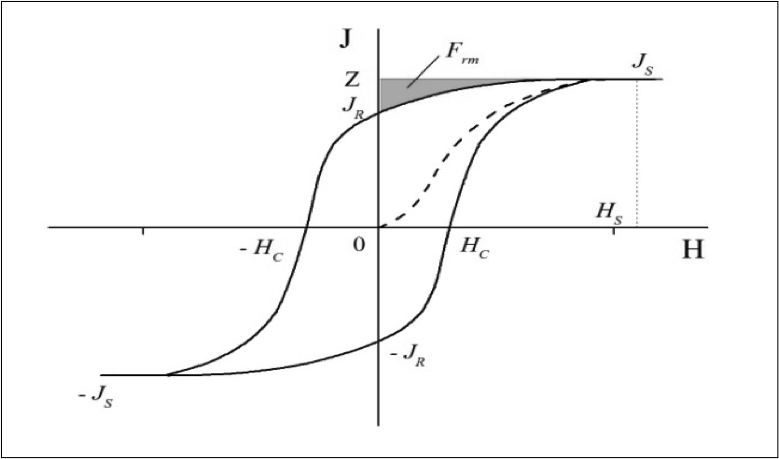 J
F_rm
Z
J_S
J_R
H_S
- H_C
0
H_C
H
- J_R
- J_S